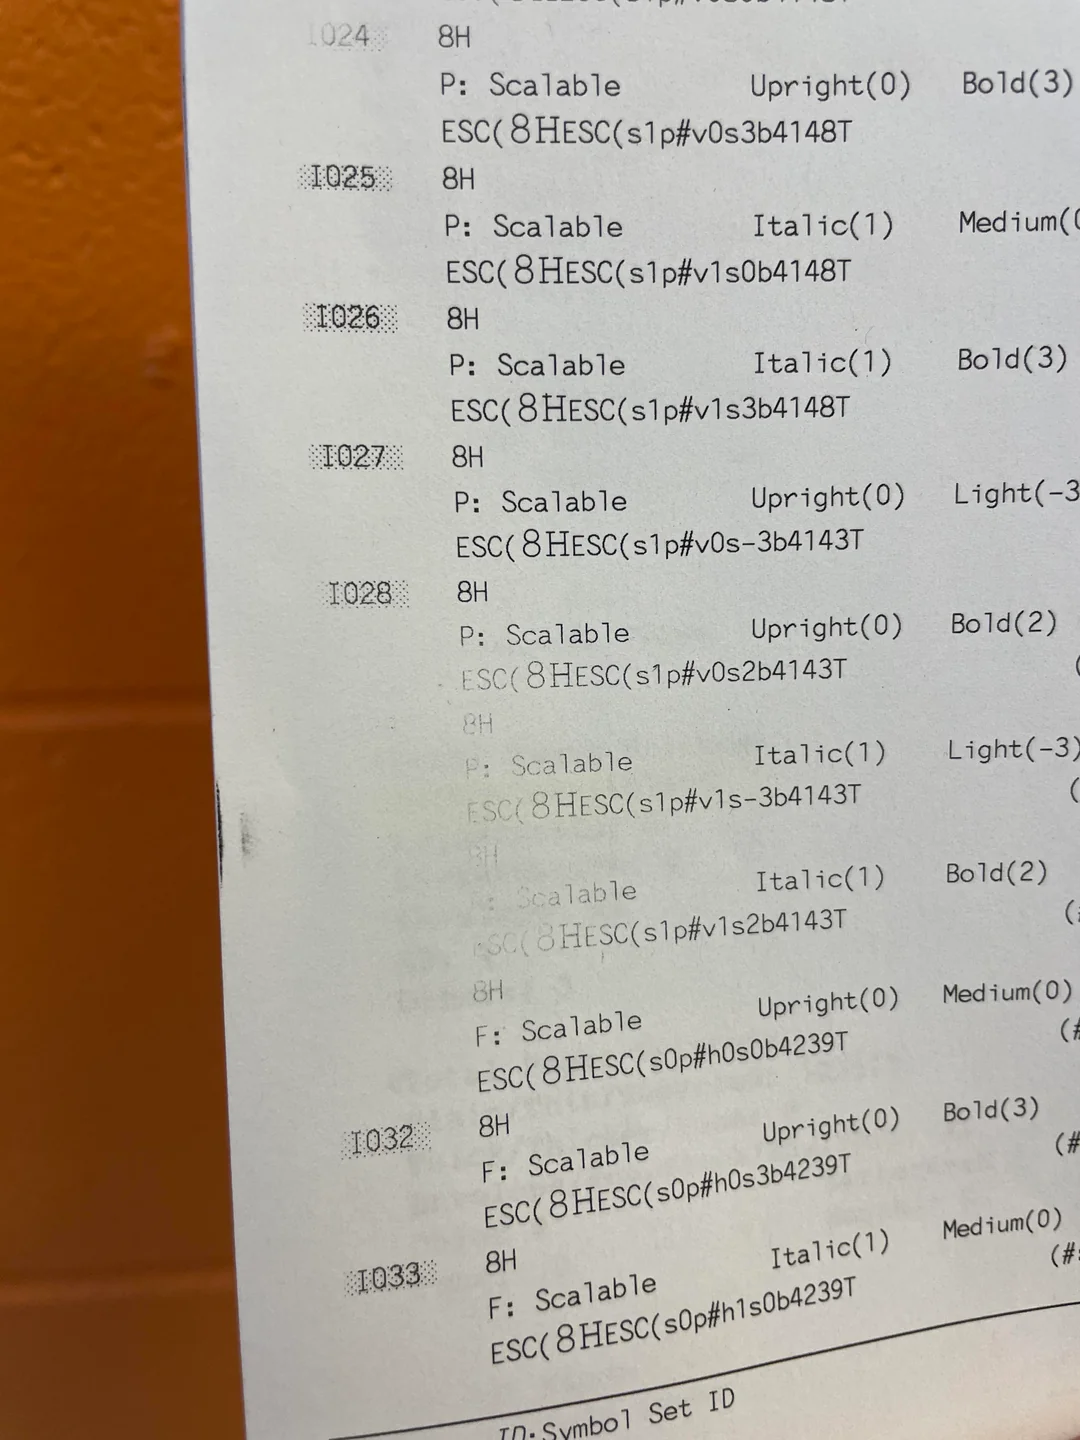 I024 8H
P: Scalable Upright(0) Bold(3)
ESC(8HESC(s1p#v0s3b4148T
I025 8H
P: Scalable Italic(1) Medium(
ESC(8HESC(s1p#v1s0b4148T
I026 8H
P: Scalable Italic(1) Bold(3)
ESC(8HESC(s1p#v1s3b4148T
I027 8H
P: Scalable Upright(0) Light(-3
ESC(8HESC(s1p#v0s-3b4143T
I028 8H
P: Scalable Upright(0) Bold(2)
ESC(8HESC(s1p#v0s2b4143T (
8H
P: Scalable Italic(1) Light(-3)
ESC(8HESC(s1p#v1s-3b4143T (
8H
: Scalable Italic(1) Bold(2)
ESC(8HESC(s1p#v1s2b4143T (#
8H
F: Scalable Upright(0) Medium(0)
ESC(8HESC(s0p#h0s0b4239T (#
I032 8H
F: Scalable Upright(0) Bold(3)
ESC(8HESC(s0p#h0s3b4239T (#
I033 8H
F: Scalable Italic(1) Medium(0)
ESC(8HESC(s0p#h1s0b4239T (#
ID:Symbol Set ID